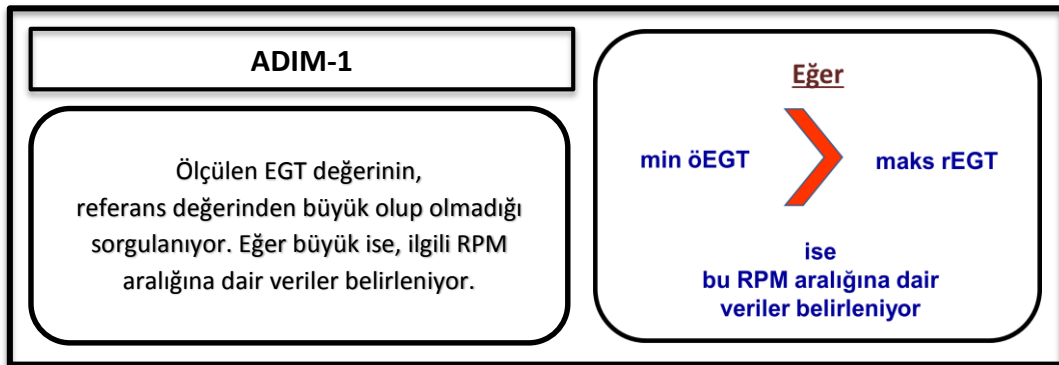 ADIM-1
Ölçülen EGT değerinin,
referans değerinden büyük olup olmadığı
sorgulanıyor. Eğer büyük ise, ilgili RPM
aralığına dair veriler belirleniyor.
Eğer
min öEGT
maks rEGT
ise
bu RPM aralığına dair
veriler belirleniyor